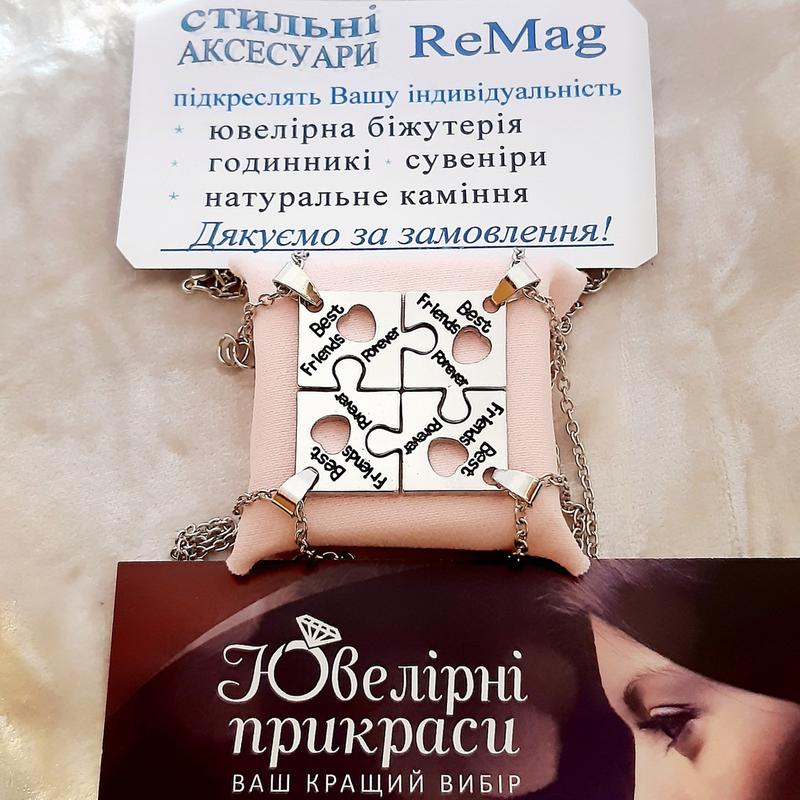 стильні
АКСЕСУАРИ
ReMag
підкреслять Вашу індивідуальність
* ювелірна біжутерія
* годинникі * сувеніри
* натуральне каміння
Дякуємо за замовлення!
Best
Friends
Forever
Best
Friends
Forever
Best
Friends
Forever
Best
Friends
Forever
Ювелірні
прикраси
ВАШ КРАЩИЙ ВИБІР